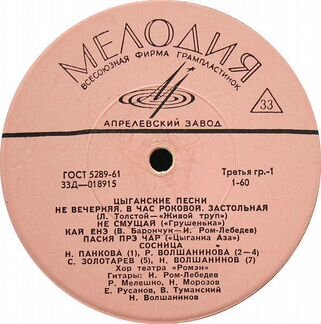 МЕЛОДИЯ
ВСЕСОЮЗНАЯ ФИРМА ГРАМПЛАСТИНОК
33
АПРЕЛЕВСКИЙ ЗАВОД
ГОСТ 5289-61
Третья гр.-1
33Д—018915
1-60
ЦЫГАНСКИЕ ПЕСНИ
НЕ ВЕЧЕРНЯЯ. В ЧАС РОКОВОЙ. ЗАСТОЛЬНАЯ
(Л. Толстой—«Живой труп»)
НЕ СМУЩАЙ («Грушенька»)
КАЙ ЕНЭ (В. Барончук—И. Ром-Лебедев)
ПАСИЯ ПРЭ ЧАР («Цыганка Аза»)
СОСНИЦА
Н. ПАНКОВА (1), Р. ВОЛШАНИНОВА (2—4)
С. ЗОЛОТАРЕВ (5), Н. ВОЛШАНИНОВ (7)
Хор театра «Ромэн»
Гитары: И. Ром-Лебедев
Р. Мелешко, Н. Морозов
Е. Русанов, В. Туманский
Н. Волшанинов